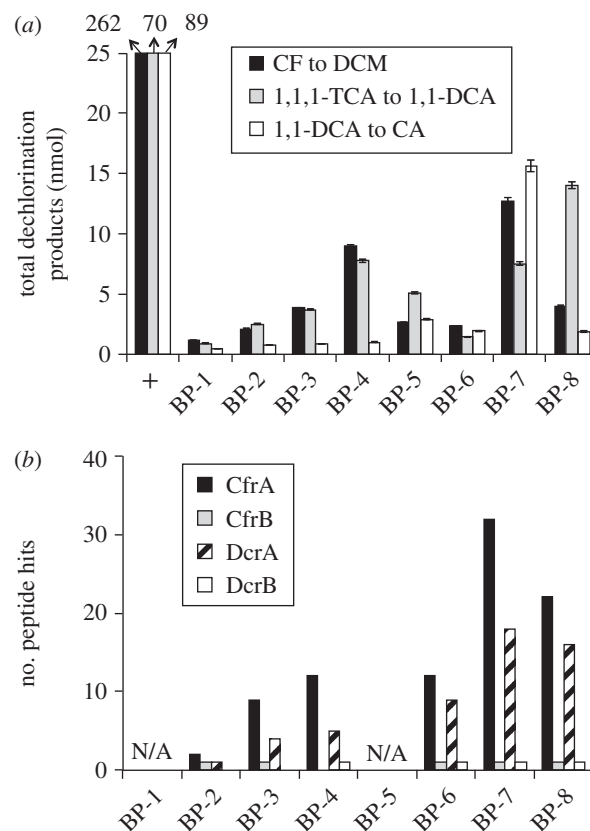 (a)
262 70 89
CF to DCM
1,1,1-TCA to 1,1-DCA
1,1-DCA to CA
total dechlorination
products (nmol)
25
20
15
10
5
0
+ BP-1 BP-2 BP-3 BP-4 BP-5 BP-6 BP-7 BP-8
(b)
CfrA
CfrB
DcrA
DcrB
no. peptide hits
40
30
20
10
0
N/A N/A
BP-1 BP-2 BP-3 BP-4 BP-5 BP-6 BP-7 BP-8